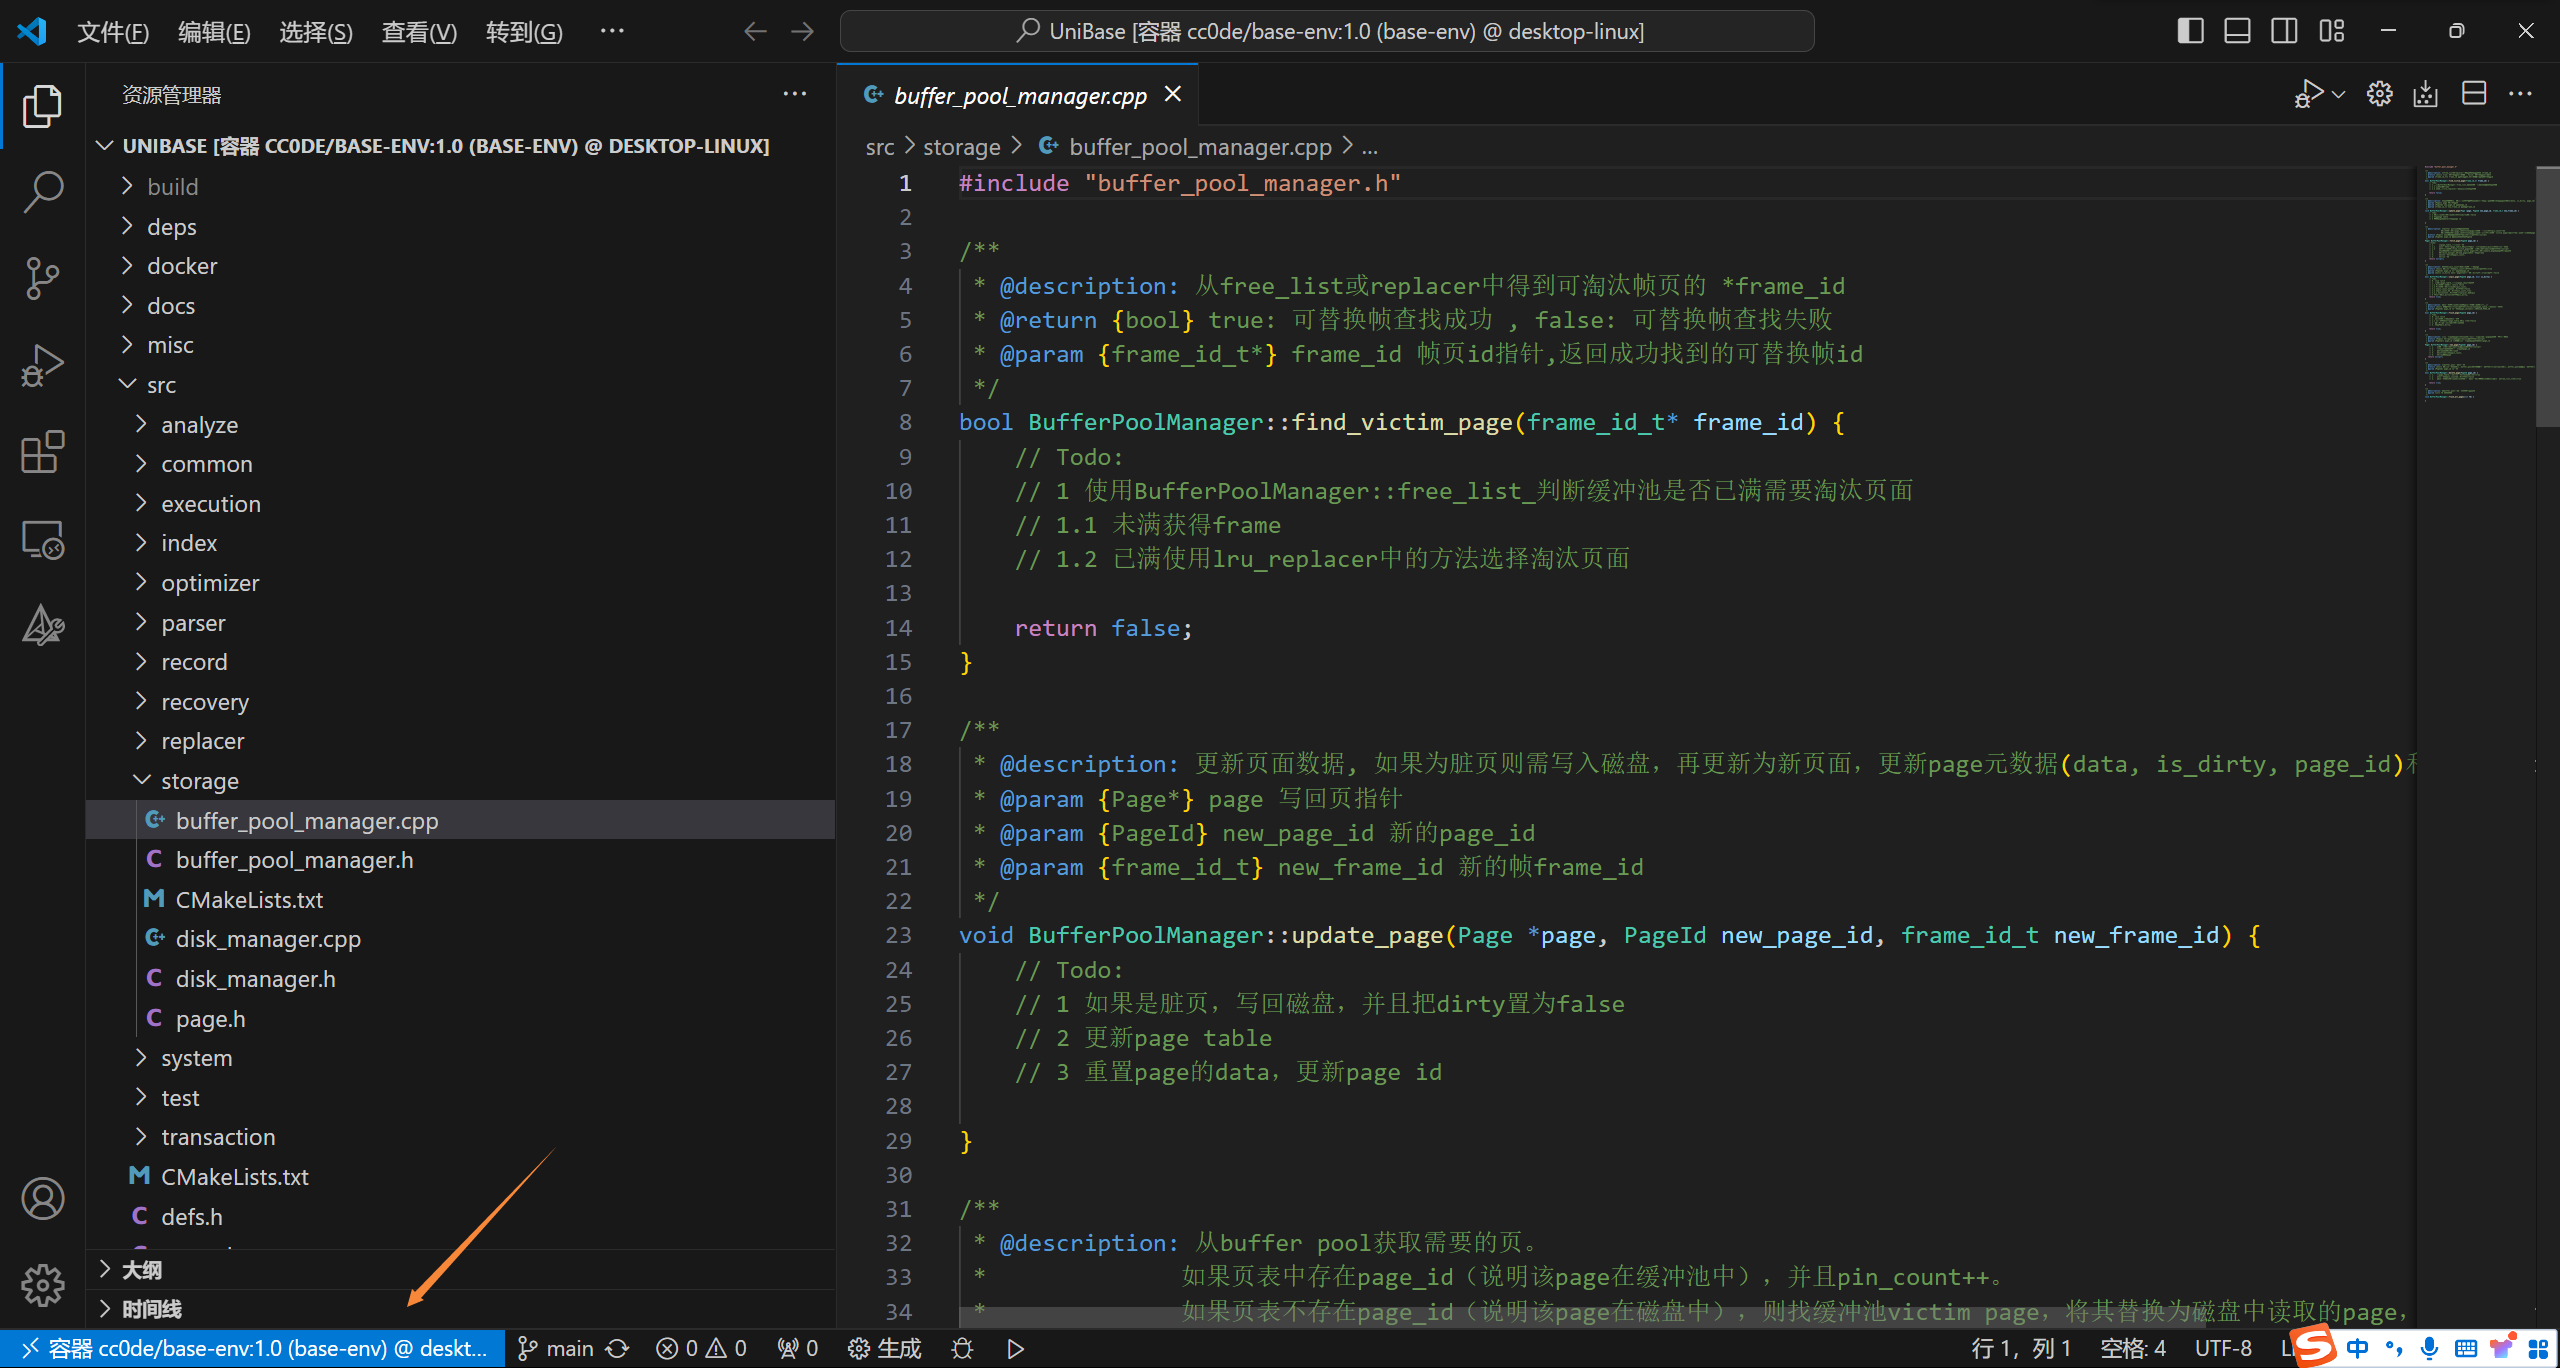 文件(F) 编辑(E) 选择(S) 查看(V) 转到(G) ···
UniBase [容器 cc0de/base-env:1.0 (base-env) @ desktop-linux]
资源管理器
UNIBASE [容器 CC0DE/BASE-ENV:1.0 (BASE-ENV) @ DESKTOP-LINUX]
build
deps
docker
docs
misc
src
analyze
common
execution
index
optimizer
parser
record
recovery
replacer
storage
buffer_pool_manager.cpp
buffer_pool_manager.h
CMakeLists.txt
disk_manager.cpp
disk_manager.h
page.h
system
test
transaction
CMakeLists.txt
defs.h
大纲
时间线
buffer_pool_manager.cpp
src > storage > buffer_pool_manager.cpp > ...
1 #include "buffer_pool_manager.h"
2
3 /**
4 * @description: 从free_list或replacer中得到可淘汰帧页的 *frame_id
5 * @return {bool} true: 可替换帧查找成功 , false: 可替换帧查找失败
6 * @param {frame_id_t*} frame_id 帧页id指针,返回成功找到的可替换帧id
7 */
8 bool BufferPoolManager::find_victim_page(frame_id_t* frame_id) {
9 // Todo:
10 // 1 使用BufferPoolManager::free_list_判断缓冲池是否已满需要淘汰页面
11 // 1.1 未满获得frame
12 // 1.2 已满使用lru_replacer中的方法选择淘汰页面
13
14 return false;
15 }
16
17 /**
18 * @description: 更新页面数据, 如果为脏页则需写入磁盘，再更新为新页面，更新page元数据(data, is_dirty, page_id)
19 * @param {Page*} page 写回页指针
20 * @param {PageId} new_page_id 新的page_id
21 * @param {frame_id_t} new_frame_id 新的帧frame_id
22 */
23 void BufferPoolManager::update_page(Page *page, PageId new_page_id, frame_id_t new_frame_id) {
24 // Todo:
25 // 1 如果是脏页，写回磁盘，并且把dirty置为false
26 // 2 更新page table
27 // 3 重置page的data，更新page id
28
29 }
30
31 /**
32 * @description: 从buffer pool获取需要的页。
33 * 如果页表中存在page_id（说明该page在缓冲池中），并且pin_count++。
34 * 如果页表不存在page_id（说明该page在磁盘中），则找缓冲池victim page，将其替换为磁盘中读取的page，
容器 cc0de/base-env:1.0 (base-env) @ deskt... main 0 0 0 生成 行 1，列 1 空格: 4 UTF-8 中